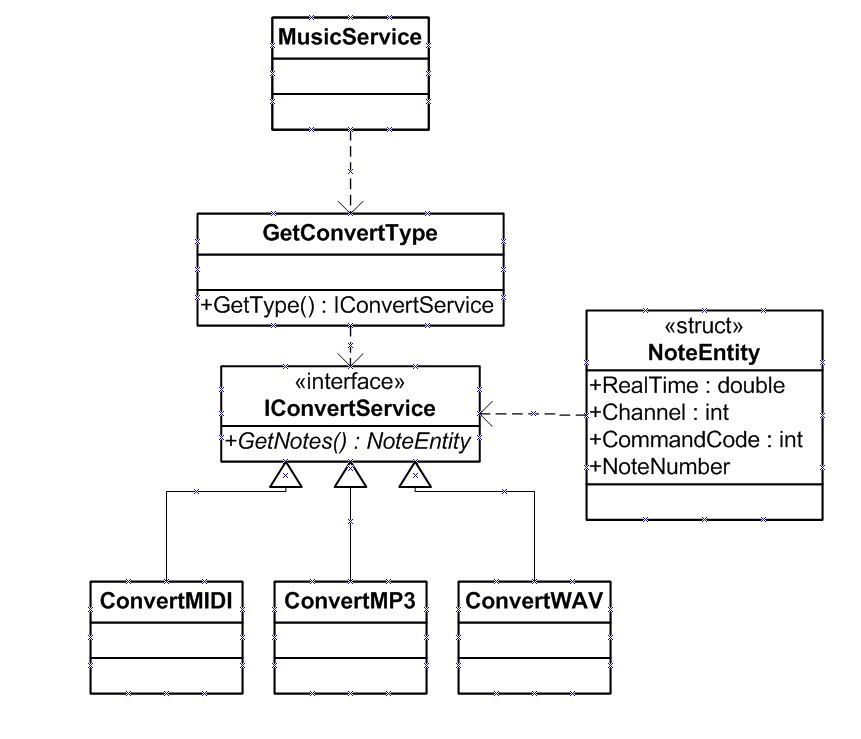 MusicService
GetConvertType
+GetType() : IConvertService
«interface»
IConvertService
+GetNotes() : NoteEntity
«struct»
NoteEntity
+RealTime : double
+Channel : int
+CommandCode : int
+NoteNumber
ConvertMIDI
ConvertMP3
ConvertWAV